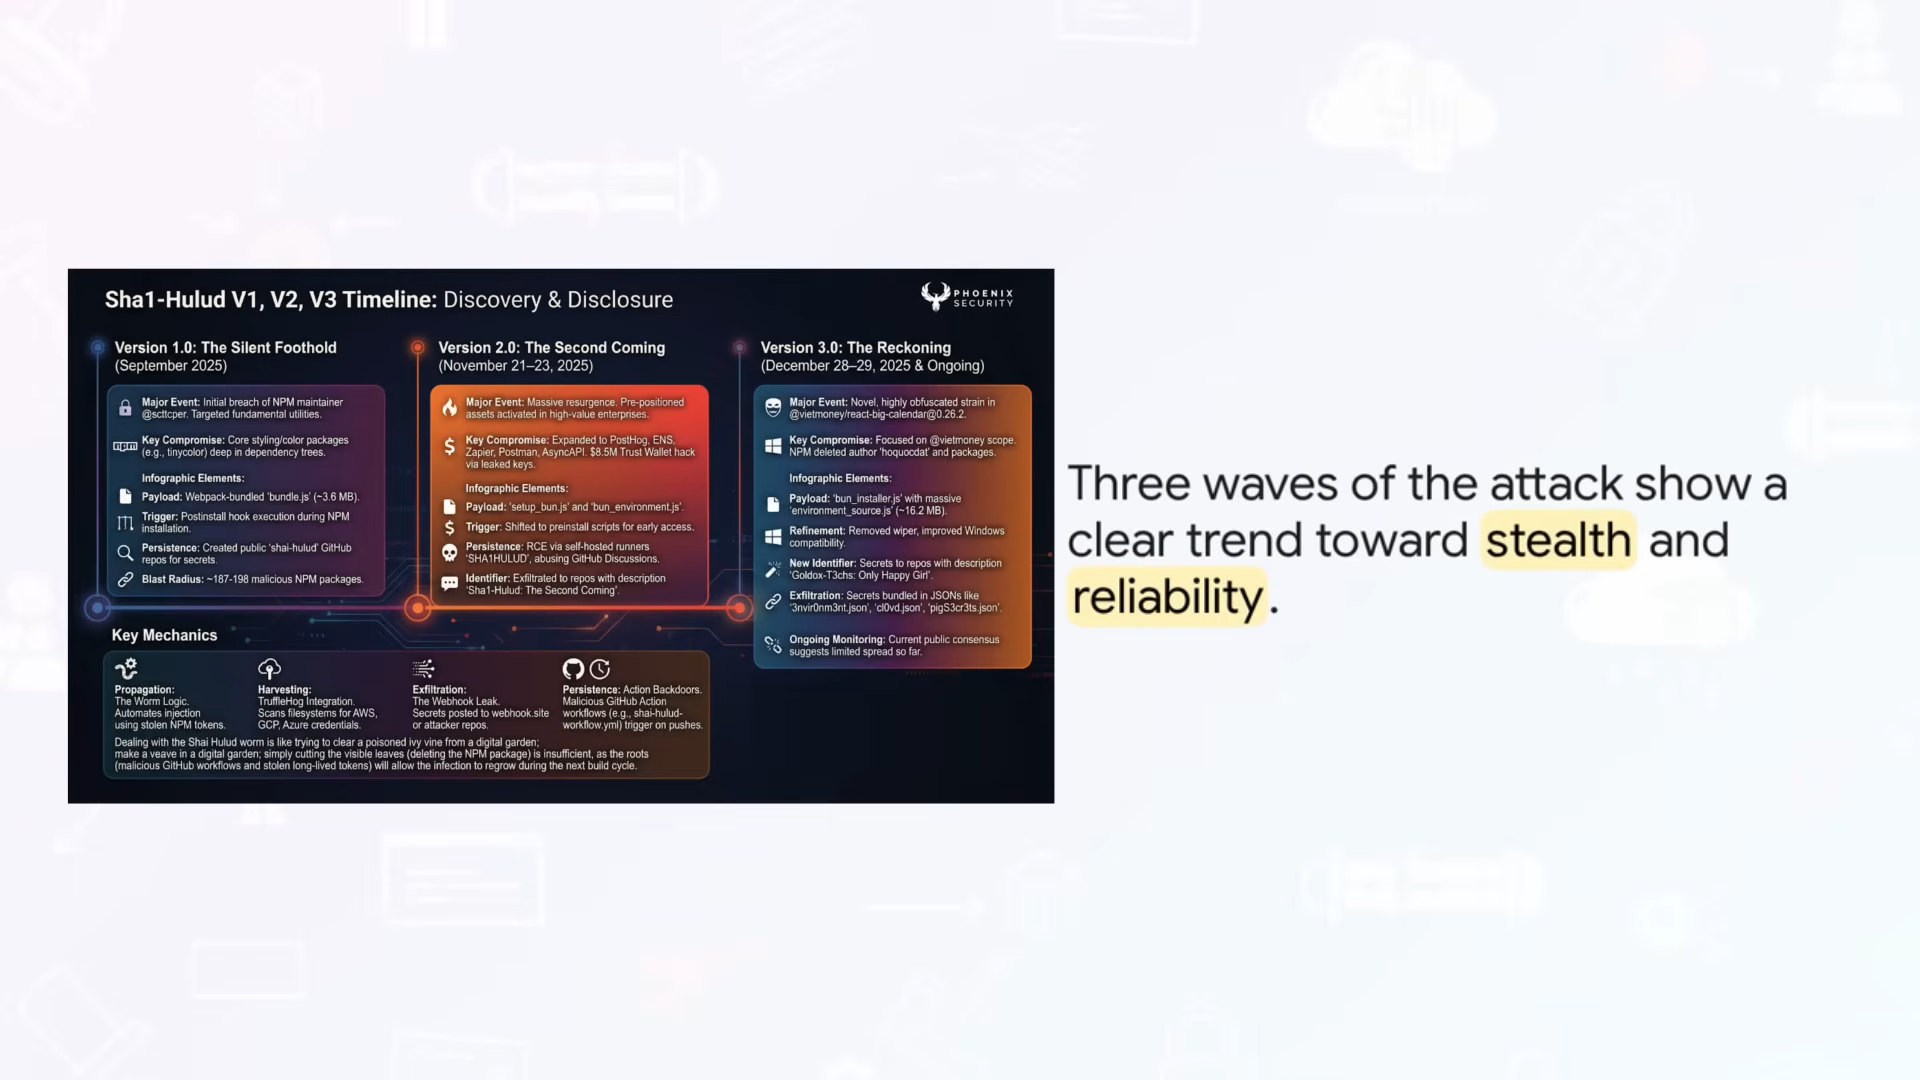 Sha1-Hulud V1, V2, V3 Timeline: Discovery & Disclosure
PHOENIX
SECURITY
Version 1.0: The Silent Foothold
(September 2025)
Major Event: Initial breach of NPM maintainer
@scttcper. Targeted fundamental utilities.
Key Compromise: Core styling/color packages
(e.g., tinycolor) deep in dependency trees.
Infographic Elements:
Payload: Webpack-bundled 'bundle.js' (~3.6 MB).
Trigger: Postinstall hook execution during NPM
installation.
Persistence: Created public 'shai-hulud' GitHub
repos for secrets.
Blast Radius: ~187-198 malicious NPM packages.
Version 2.0: The Second Coming
(November 21–23, 2025)
Major Event: Massive resurgence. Pre-positioned
assets activated in high-value enterprises.
Key Compromise: Expanded to PostHog, ENS,
Zapier, Postman, AsyncAPI. $8.5M Trust Wallet hack
via leaked keys.
Infographic Elements:
Payload: 'setup_bun.js' and 'bun_environment.js'.
Trigger: Shifted to preinstall scripts for early access.
Persistence: RCE via self-hosted runners
'SHA1HULUD', abusing GitHub Discussions.
Identifier: Exfiltrated to repos with description
'Sha1-Hulud: The Second Coming'.
Version 3.0: The Reckoning
(December 28–29, 2025 & Ongoing)
Major Event: Novel, highly obfuscated strain in
@vietmoney/react-big-calendar@0.26.2.
Key Compromise: Focused on @vietmoney scope.
NPM deleted author 'hoquocdat' and packages.
Infographic Elements:
Payload: 'bun_installer.js' with massive
'environment_source.js' (~16.2 MB).
Refinement: Removed wiper, improved Windows
compatibility.
New Identifier: Secrets to repos with description
'Goldox-T3chs: Only Happy Girl'.
Exfiltration: Secrets bundled in JSONs like
'3nvir0nm3nt.json', 'cl0vd.json', 'pigS3cr3ts.json'.
Ongoing Monitoring: Current public consensus
suggests limited spread so far.
Key Mechanics
Propagation:
The Worm Logic.
Automates injection
using stolen NPM tokens.
Harvesting:
TruffleHog Integration.
Scans filesystems for AWS,
GCP, Azure credentials.
Exfiltration:
The Webhook Leak.
Secrets posted to webhook.site
or attacker repos.
Persistence: Action Backdoors.
Malicious GitHub Action
workflows (e.g., shai-hulud-
workflow.yml) trigger on pushes.
Dealing with the Shai Hulud worm is like trying to clear a poisoned ivy vine from a digital garden;
make a veave in a digital garden; simply cutting the visible leaves (deleting the NPM package) is insufficient, as the roots
(malicious GitHub workflows and stolen long-lived tokens) will allow the infection to regrow during the next build cycle.
Three waves of the attack show a
clear trend toward stealth and
reliability.